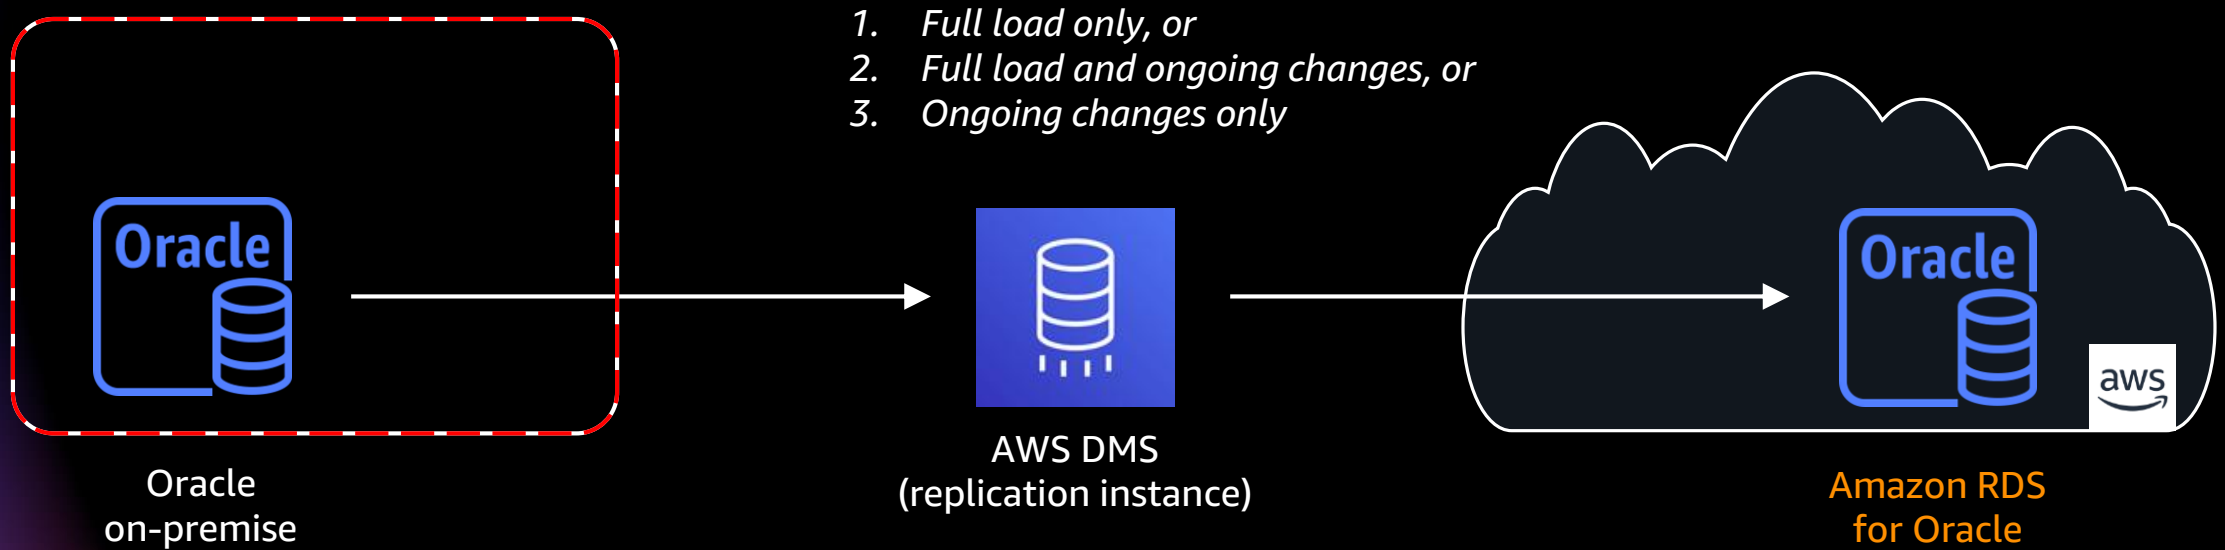 1. Full load only, or
2. Full load and ongoing changes, or
3. Ongoing changes only
Oracle
Oracle
on-premise
AWS DMS
(replication instance)
Oracle
aws
Amazon RDS
for Oracle